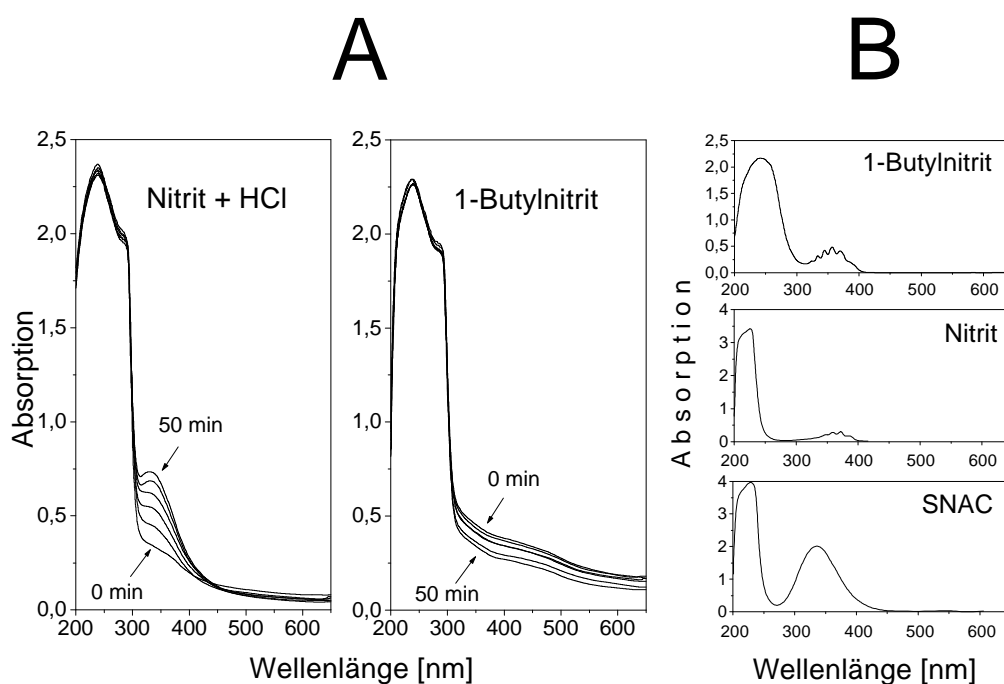 A
B
2,5
2,0
1,5
1,0
0,5
0,0
Absorption
Nitrit + HCl
50 min
0 min
200 300 400 500 600
2,5
2,0
1,5
1,0
0,5
0,0
1-Butylnitrit
0 min
50 min
200 300 400 500 600
Wellenlänge [nm]
Absorption
2,5
2,0
1,5
1,0
0,5
0,0
1-Butylnitrit
200 300 400 500 600
4
3
2
1
0
Nitrit
200 300 400 500 600
4
3
2
1
0
SNAC
200 300 400 500 600
Wellenlänge [nm]